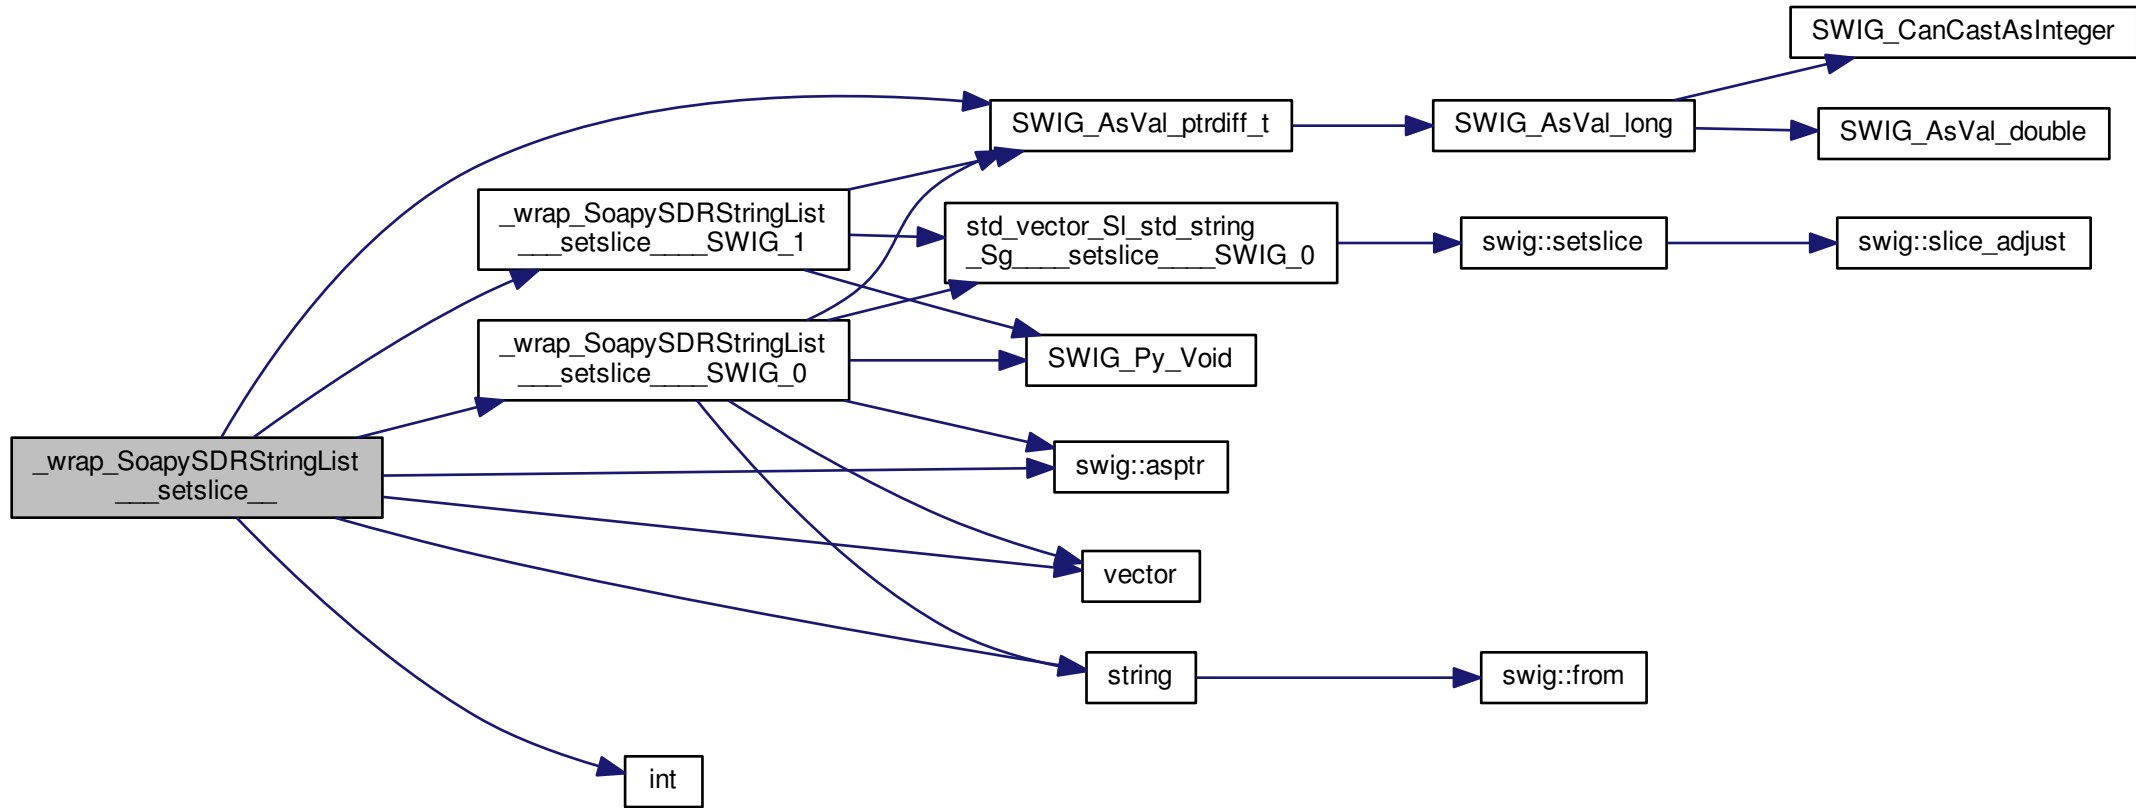 SWIG_CanCastAsInteger
SWIG_AsVal_ptrdiff_t
SWIG_AsVal_long
SWIG_AsVal_double
_wrap_SoapySDRStringList
___setslice____SWIG_1
std_vector_Sl_std_string
_Sg____setslice____SWIG_0
swig::setslice
swig::slice_adjust
_wrap_SoapySDRStringList
___setslice____SWIG_0
SWIG_Py_Void
_wrap_SoapySDRStringList
___setslice__
swig::asptr
vector
string
swig::from
int